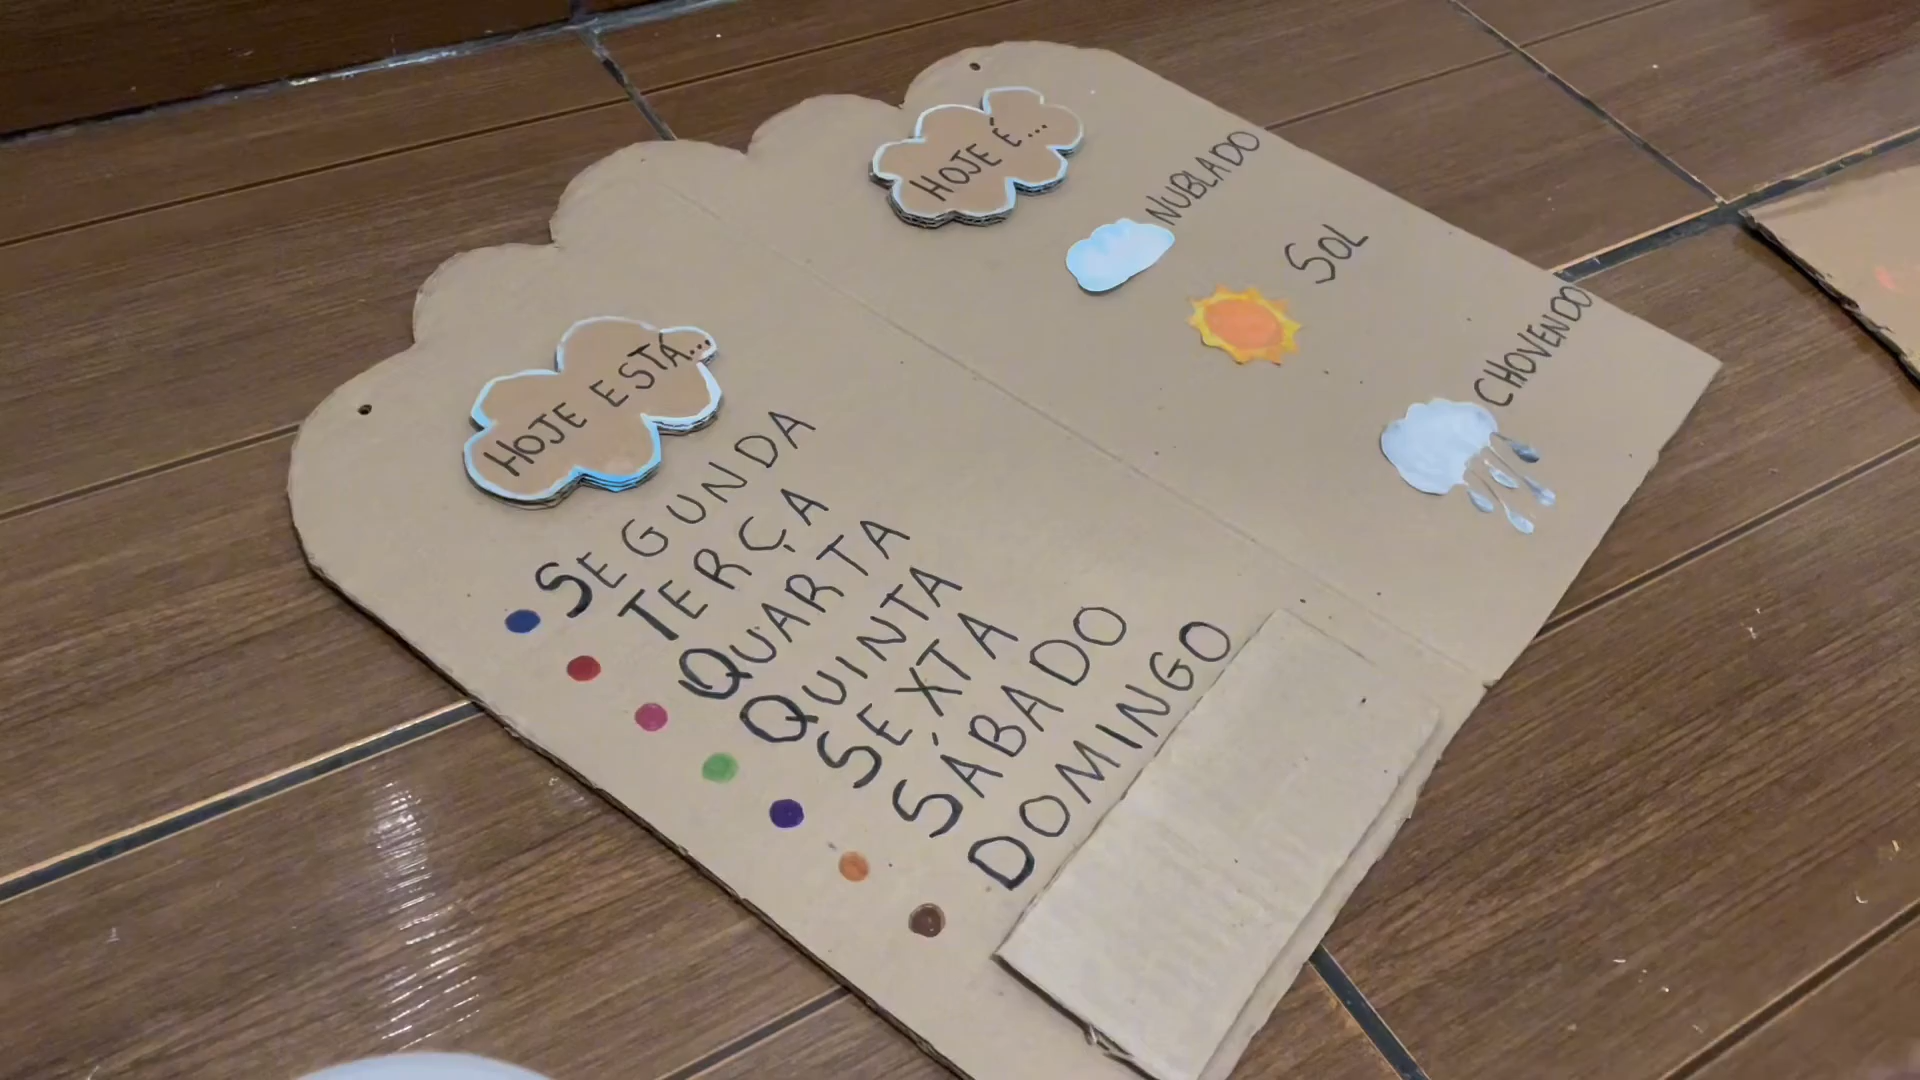 HOJE ESTÁ...
SEGUNDA
TERÇA
QUARTA
QUINTA
SEXTA
SÁBADO
DOMINGO
HOJE É...
NUBLADO
SOL
CHOVENDO